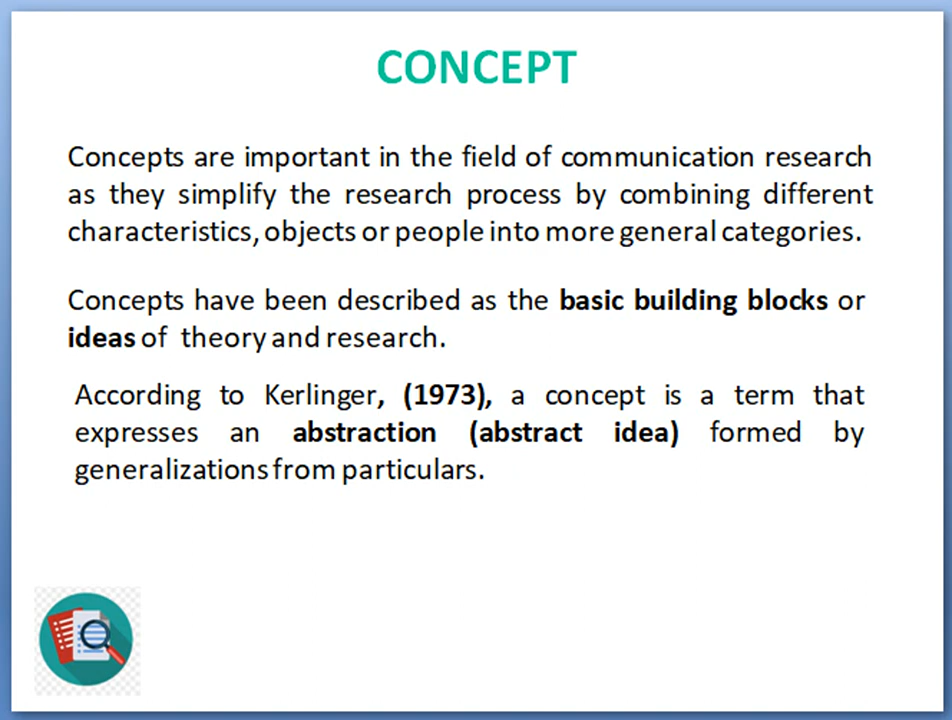 CONCEPT
Concepts are important in the field of communication research
as they simplify the research process by combining different
characteristics, objects or people into more general categories.
Concepts have been described as the basic building blocks or
ideas of theory and research.
According to Kerlinger, (1973), a concept is a term that
expresses an abstraction (abstract idea) formed by
generalizations from particulars.